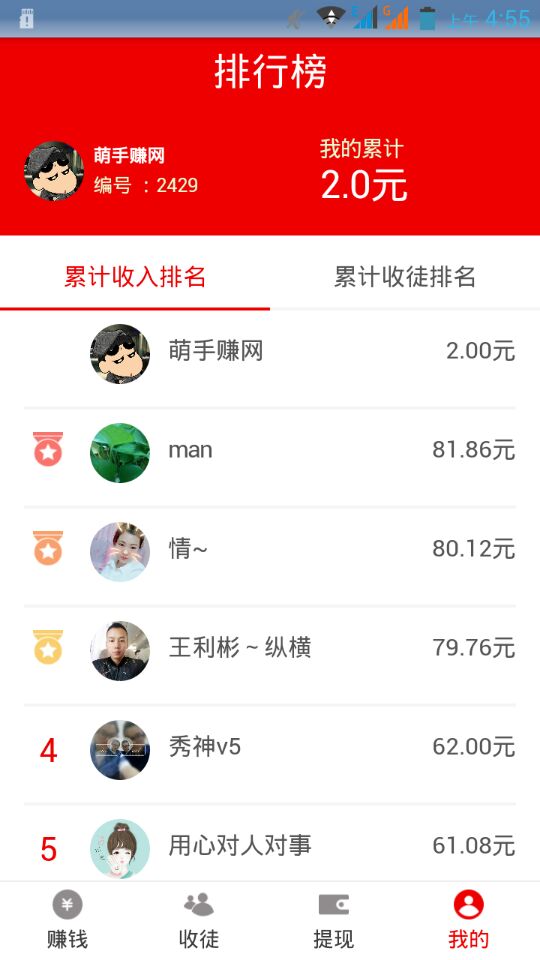 E
G
上午 4:55
排行榜
萌手赚网
编号 : 2429
我的累计
2.0元
累计收入排名
累计收徒排名
萌手赚网
2.00元
man
81.86元
情~
80.12元
王利彬~纵横
79.76元
4
秀神v5
62.00元
5
用心对人对事
61.08元
¥
赚钱
收徒
提现
我的